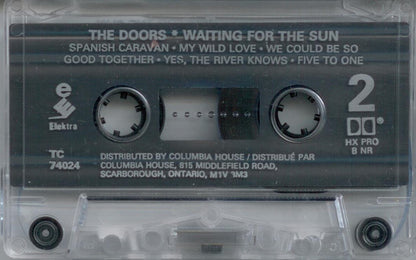 THE DOORS * WAITING FOR THE SUN
SPANISH CARAVAN • MY WILD LOVE • WE COULD BE SO
GOOD TOGETHER • YES, THE RIVER KNOWS • FIVE TO ONE
Elektra
2
HX PRO
B NR
TC
74024
DISTRIBUTED BY COLUMBIA HOUSE / DISTRIBUÉ PAR
COLUMBIA HOUSE, 815 MIDDLEFIELD ROAD,
SCARBOROUGH, ONTARIO, M1V 3M3